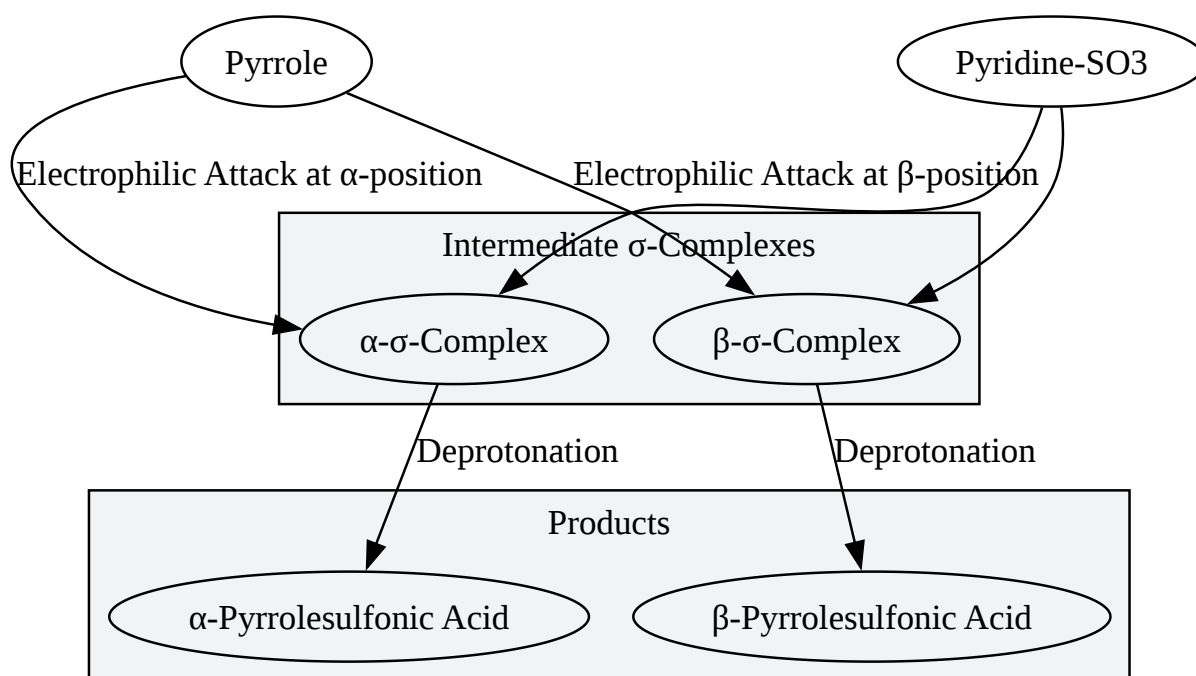 Pyrrole
Pyridine-SO3
Electrophilic Attack at α-position
Electrophilic Attack at β-position
Intermediate σ-Complexes
α-σ-Complex
β-σ-Complex
Deprotonation
Deprotonation
Products
α-Pyrrolesulfonic Acid
β-Pyrrolesulfonic Acid